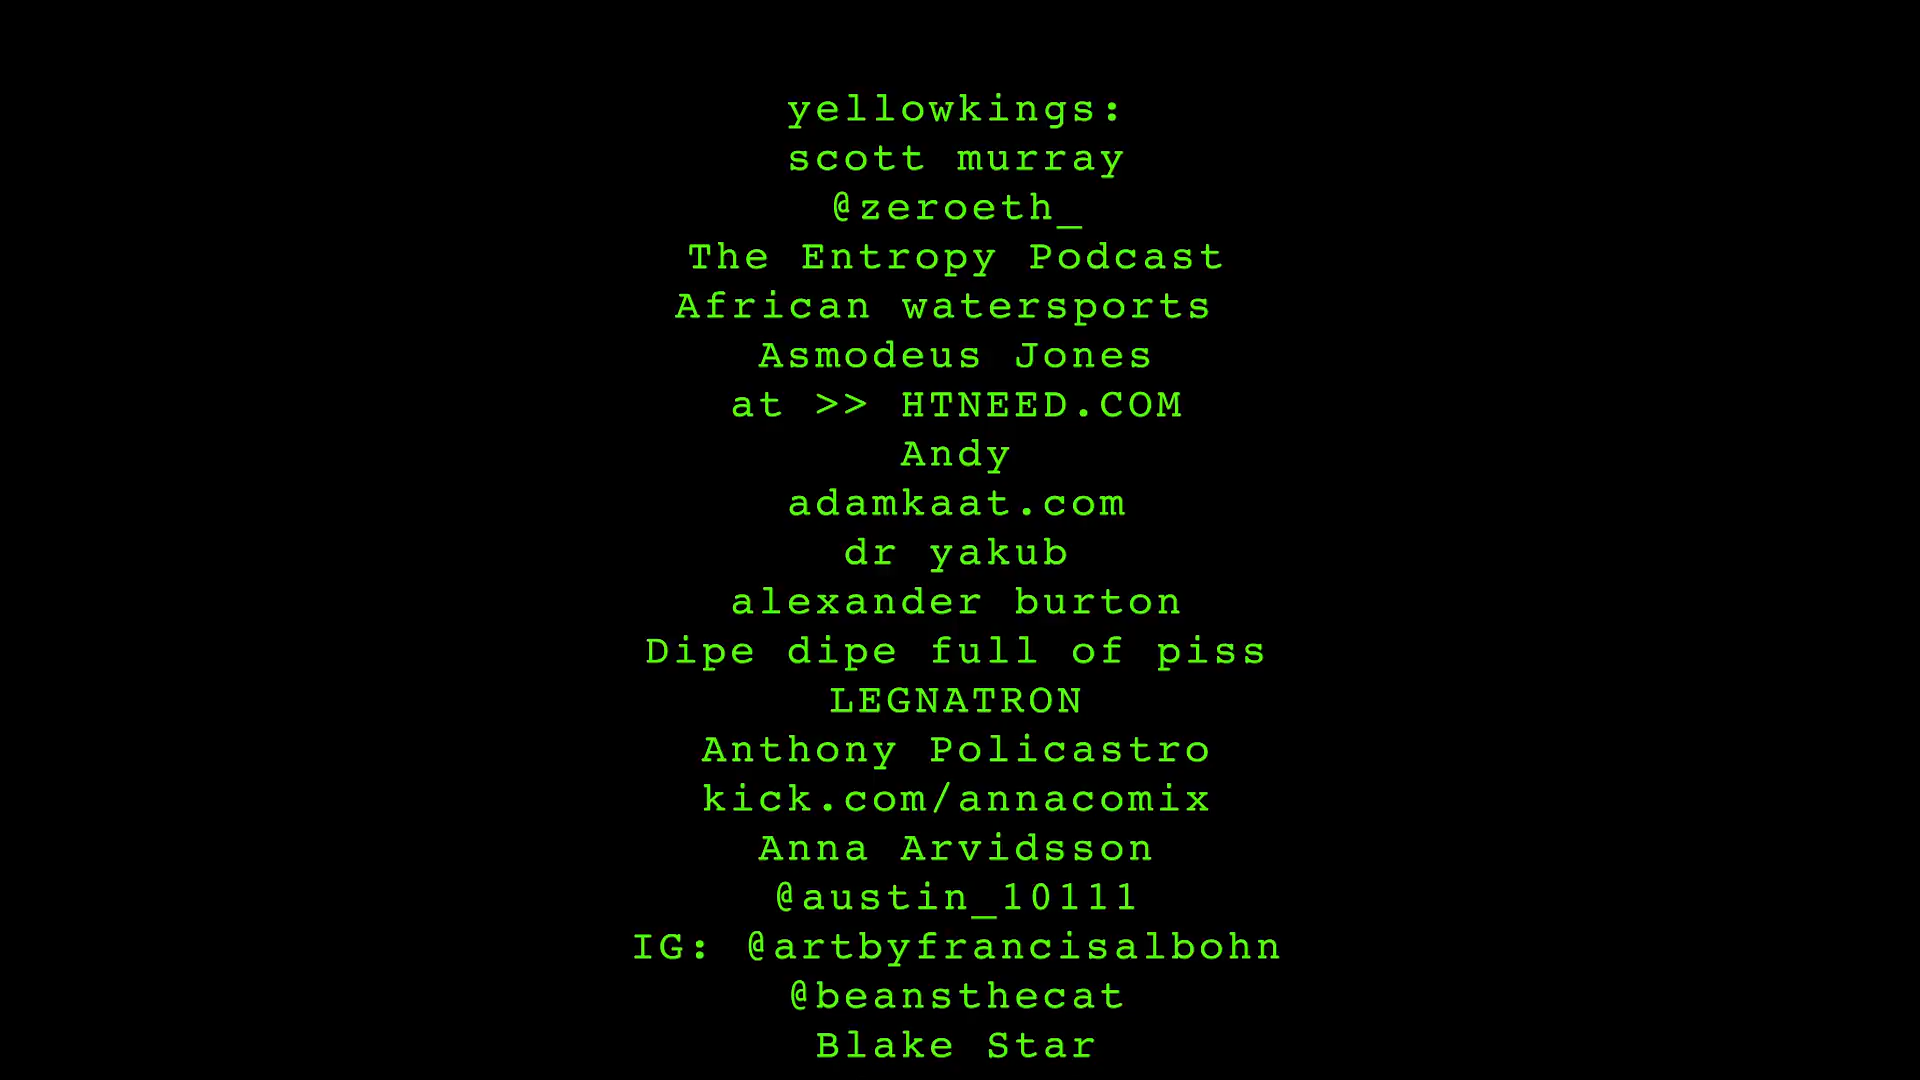 yellowkings:
scott murray
@zeroeth_
The Entropy Podcast
African watersports
Asmodeus Jones
at >> HTNEED.COM
Andy
adamkaat.com
dr yakub
alexander burton
Dipe dipe full of piss
LEGNATRON
Anthony Policastro
kick.com/annacomix
Anna Arvidsson
@austin_10111
IG: @artbyfrancisalbohn
@beansthecat
Blake Star